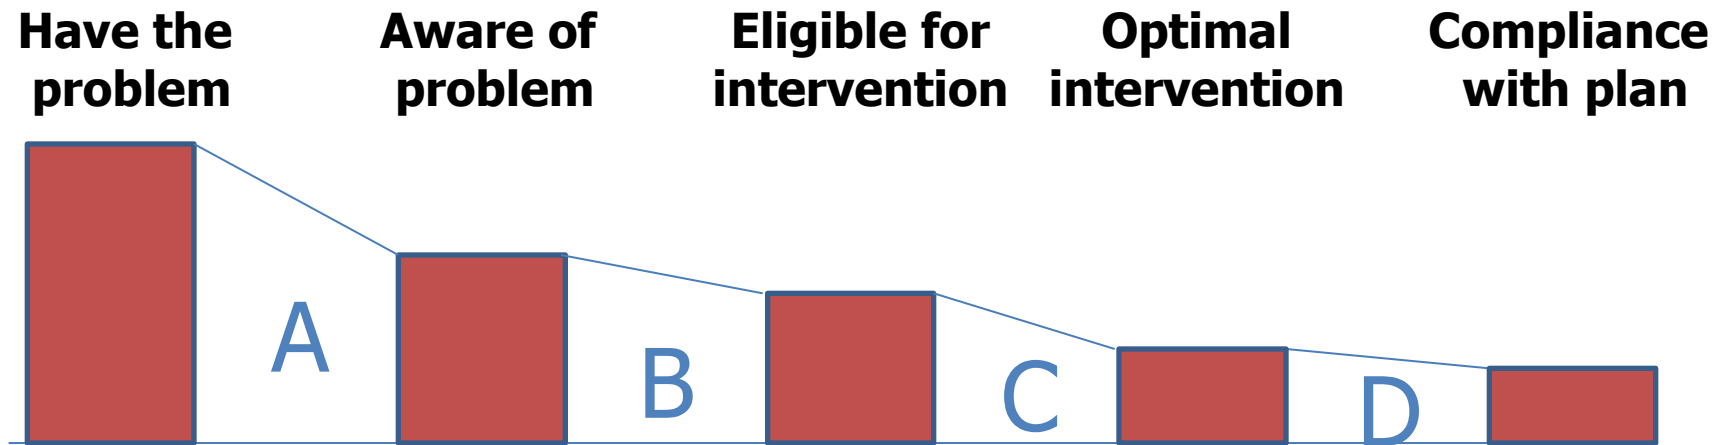 Have the
problem
Aware of
problem
Eligible for
intervention
Optimal
intervention
Compliance
with plan
A
B
C
D